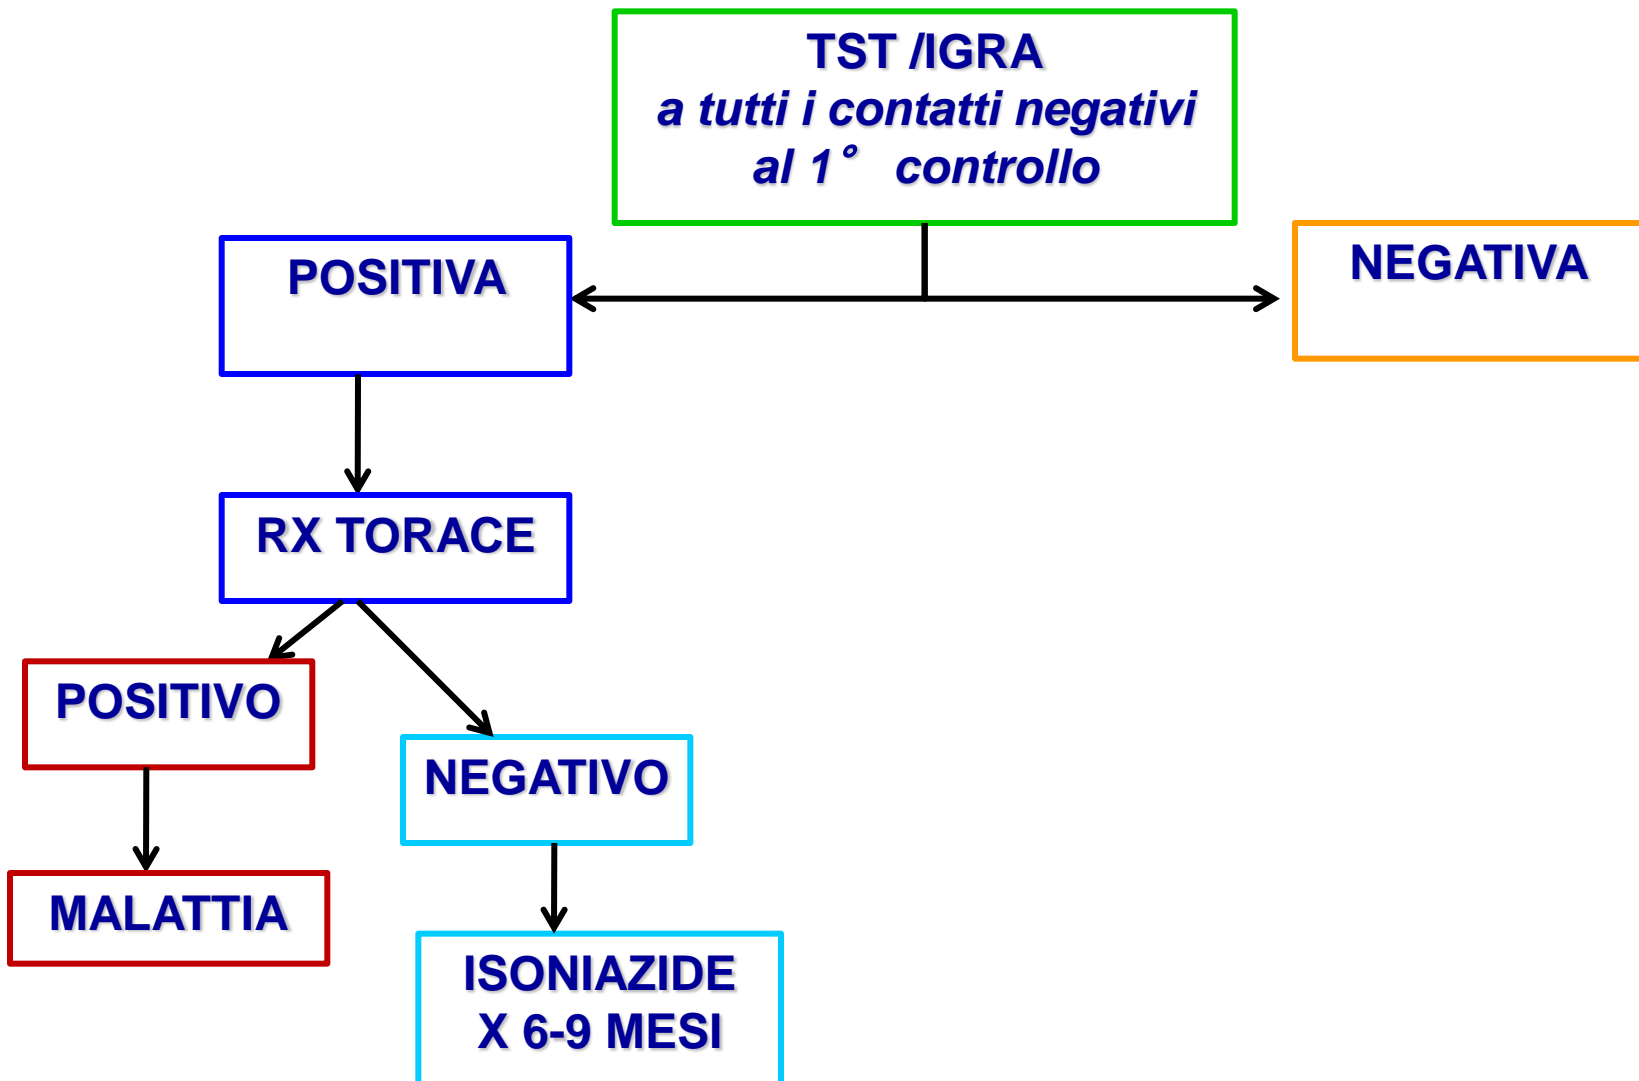 TST /IGRA
a tutti i contatti negativi
al 1° controllo
POSITIVA
NEGATIVA
RX TORACE
POSITIVO
NEGATIVO
MALATTIA
ISONIAZIDE
X 6-9 MESI